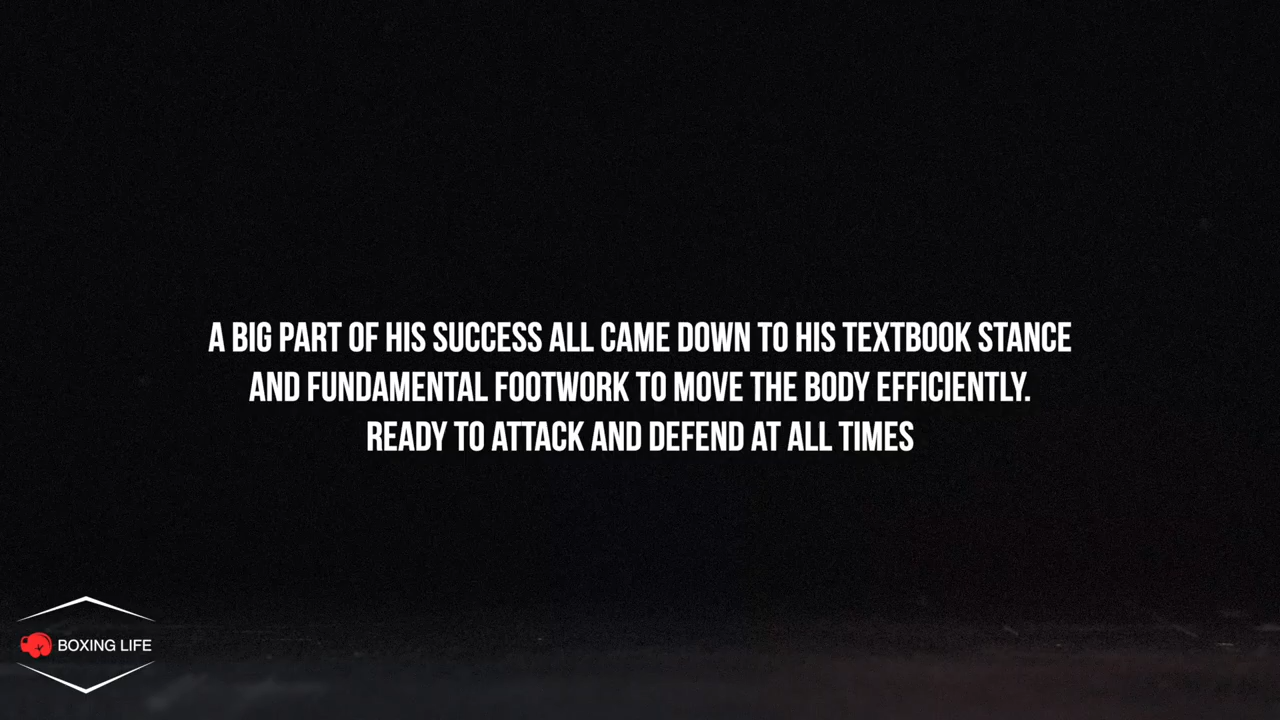 A BIG PART OF HIS SUCCESS ALL CAME DOWN TO HIS TEXTBOOK STANCE
AND FUNDAMENTAL FOOTWORK TO MOVE THE BODY EFFICIENTLY.
READY TO ATTACK AND DEFEND AT ALL TIMES
BOXING LIFE